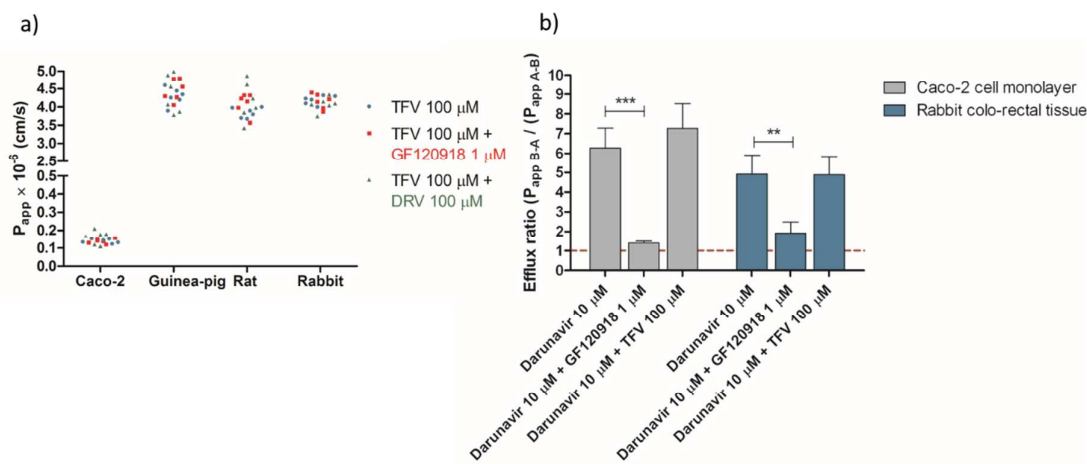 a)
5.0
4.5
4.0
3.5
3.0
2.5
0.5
0.4
0.3
0.2
0.1
0.0
Papp × 10⁻⁶ (cm/s)
Caco-2 Guinea-pig Rat Rabbit
TFV 100 μM
TFV 100 μM +
GF120918 1 μM
TFV 100 μM +
DRV 100 μM
b)
10
9
8
7
6
5
4
3
2
1
0
Efflux ratio (Papp B-A / (Papp A-B)
***
**
Caco-2 cell monolayer
Rabbit colo-rectal tissue
Darunavir 10 μM
Darunavir 10 μM + GF120918 1 μM
Darunavir 10 μM + TFV 100 μM
Darunavir 10 μM
Darunavir 10 μM + GF120918 1 μM
Darunavir 10 μM + TFV 100 μM